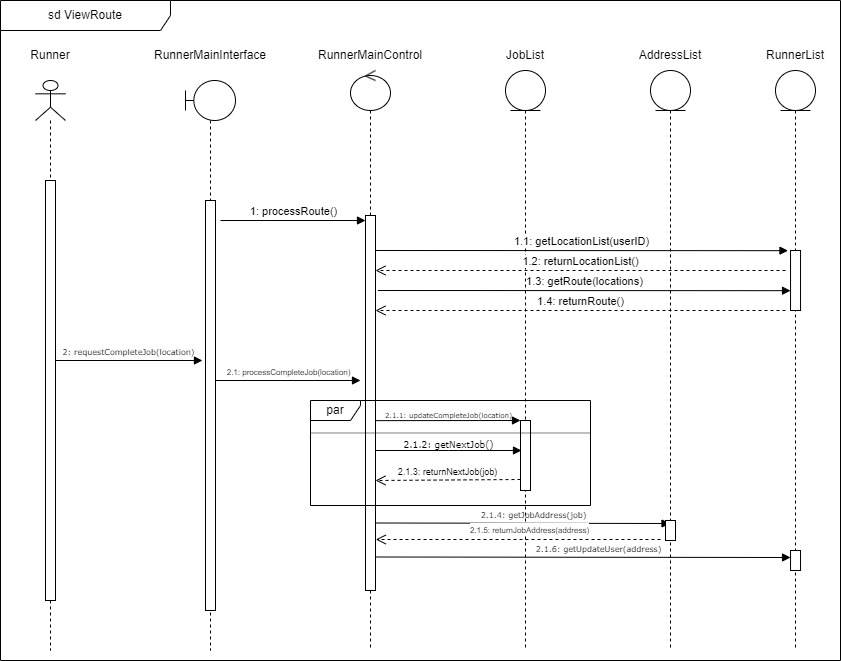 sd ViewRoute
Runner
RunnerMainInterface
RunnerMainControl
JobList
AddressList
RunnerList
1: processRoute()
1.1: getLocationList(userID)
1.2: returnLocationList()
1.3: getRoute(locations)
1.4: returnRoute()
2: requestCompleteJob(location)
2.1: processCompleteJob(location)
par
2.1.1: updateCompleteJob(location)
2.1.2: getNextJob()
2.1.3: returnNextJob(job)
2.1.4: getJobAddress(job)
2.1.5: returnJobAddress(address)
2.1.6: getUpdateUser(address)